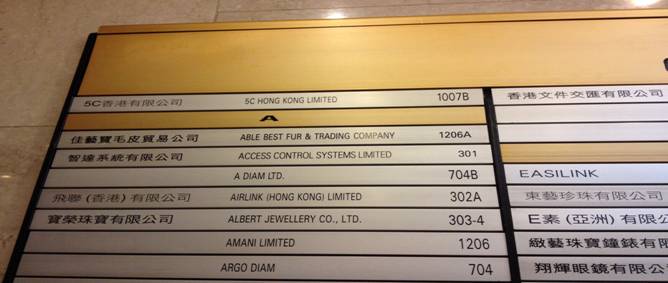 5C香港有限公司 5C HONG KONG LIMITED 1007B
A
佳藝寶毛皮貿易公司 ABLE BEST FUR & TRADING COMPANY 1206A
智達系統有限公司 ACCESS CONTROL SYSTEMS LIMITED 301
A DIAM LTD. 704B
飛聯(香港)有限公司 AIRLINK (HONG KONG) LIMITED 302A
寶榮珠寶有限公司 ALBERT JEWELLERY CO., LTD. 303-4
AMANI LIMITED 1206
ARGO DIAM 704
香港文件交匯有限公司
EASILINK
東藝珍珠有限公司
E素(亞洲)有限公
緻藝珠寶鐘錶有限
翔輝眼鏡有限公